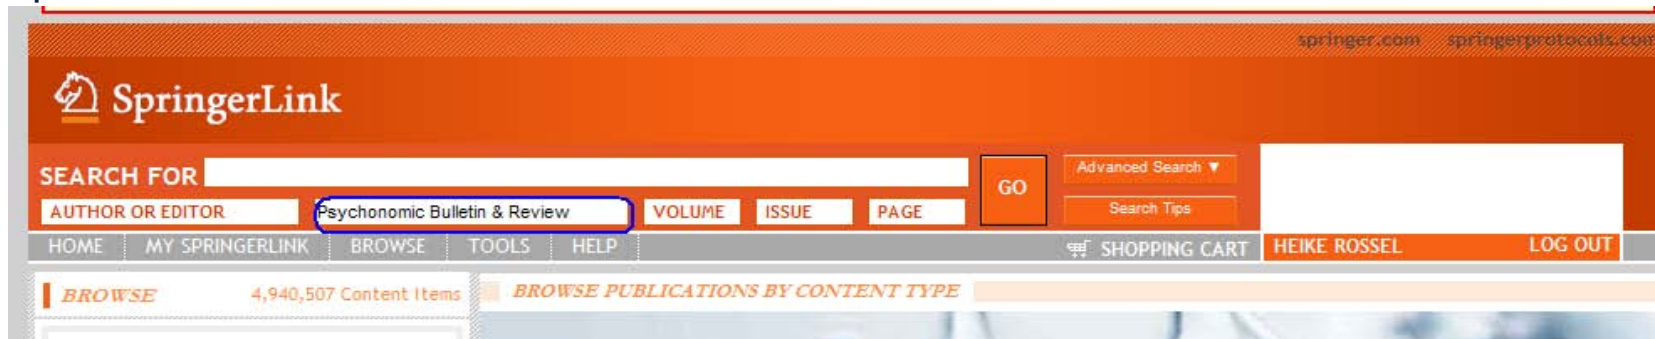 springer.com springerprotocols.com
SpringerLink
SEARCH FOR
GO
Advanced Search ▼
AUTHOR OR EDITOR Psychonomic Bulletin & Review VOLUME ISSUE PAGE
Search Tips
HOME MY SPRINGERLINK BROWSE TOOLS HELP SHOPPING CART HEIKE ROSSEL LOG OUT
BROWSE 4,940,507 Content Items BROWSE PUBLICATIONS BY CONTENT TYPE